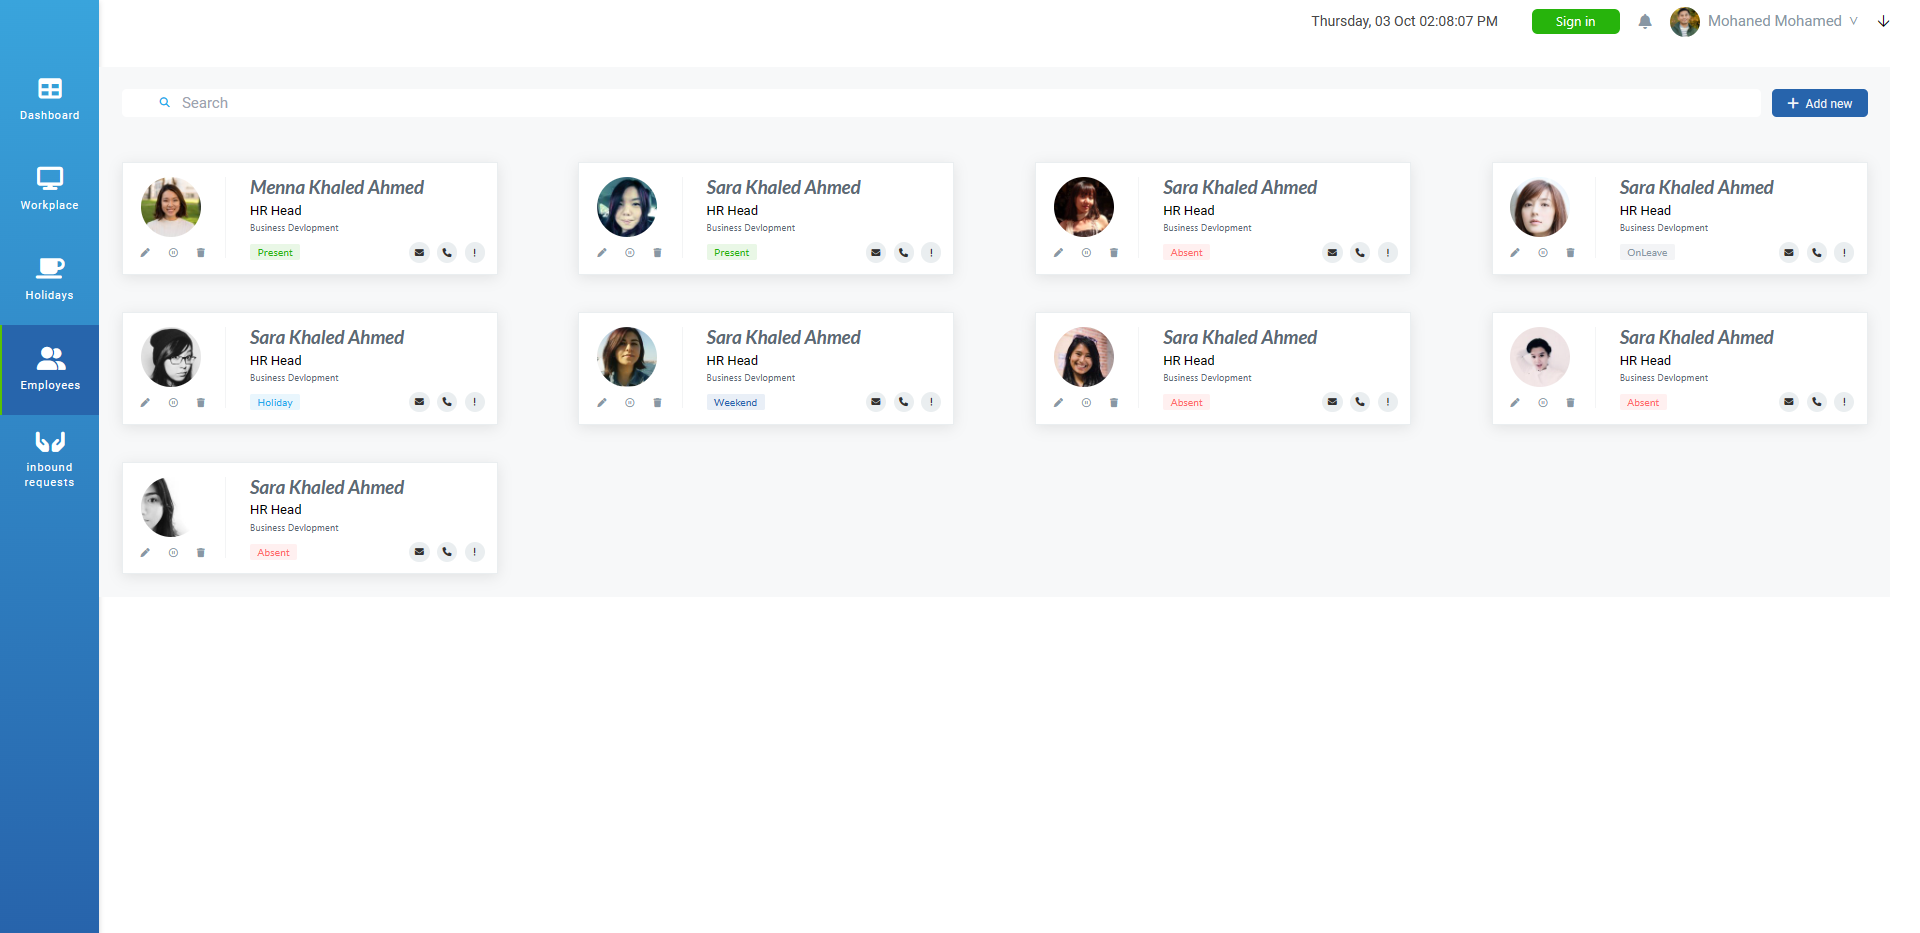 Thursday, 03 Oct 02:08:07 PM
Sign in
Mohaned Mohamed
Dashboard
Workplace
Holidays
Employees
inbound
requests
Search
Add new
Menna Khaled Ahmed
HR Head
Business Devlopment
Present
Sara Khaled Ahmed
HR Head
Business Devlopment
Present
Sara Khaled Ahmed
HR Head
Business Devlopment
Absent
Sara Khaled Ahmed
HR Head
Business Devlopment
OnLeave
Sara Khaled Ahmed
HR Head
Business Devlopment
Holiday
Sara Khaled Ahmed
HR Head
Business Devlopment
Weekend
Sara Khaled Ahmed
HR Head
Business Devlopment
Absent
Sara Khaled Ahmed
HR Head
Business Devlopment
Absent
Sara Khaled Ahmed
HR Head
Business Devlopment
Absent